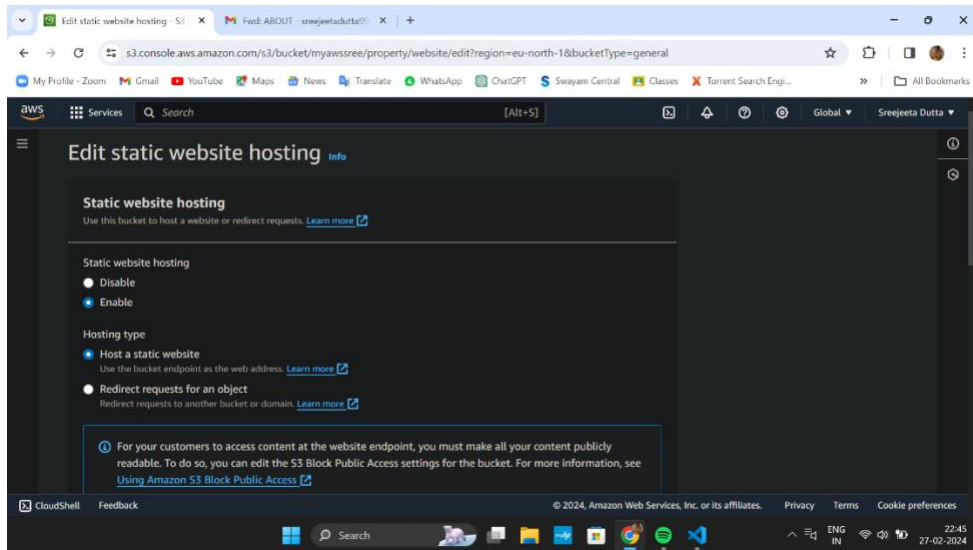 Edit static website hosting - S3
Fwd: ABOUT - sreejeetadutta99
s3.console.aws.amazon.com/s3/bucket/myawssree/property/website/edit?region=eu-north-1&bucketType=general
My Profile - Zoom Gmail YouTube Maps News Translate WhatsApp ChatGPT Swayam Central Classes Torrent Search Engi... » All Bookmarks
aws Services Search [Alt+S] Global Sreejeeta Dutta
Edit static website hosting Info
Static website hosting
Use this bucket to host a website or redirect requests. Learn more
Static website hosting
Disable
Enable
Hosting type
Host a static website
Use the bucket endpoint as the web address. Learn more
Redirect requests for an object
Redirect requests to another bucket or domain. Learn more
For your customers to access content at the website endpoint, you must make all your content publicly
readable. To do so, you can edit the S3 Block Public Access settings for the bucket. For more information, see
Using Amazon S3 Block Public Access
CloudShell Feedback © 2024, Amazon Web Services, Inc. or its affiliates. Privacy Terms Cookie preferences
Search ENG 22:45
IN 27-02-2024